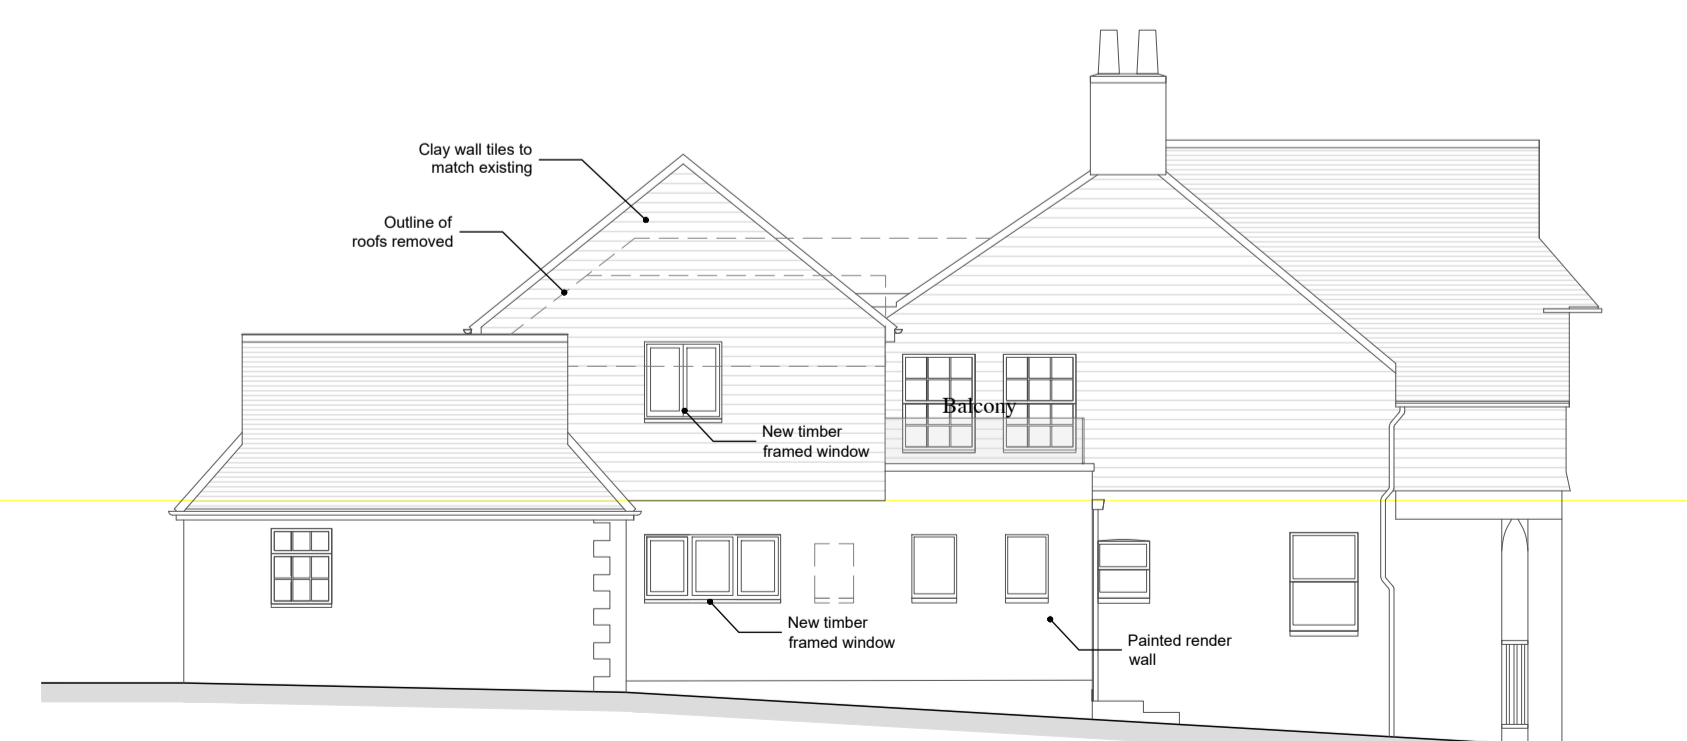 Clay wall tiles to
match existing
Outline of
roofs removed
Balcony
New timber
framed window
New timber
framed window
Painted render
wall